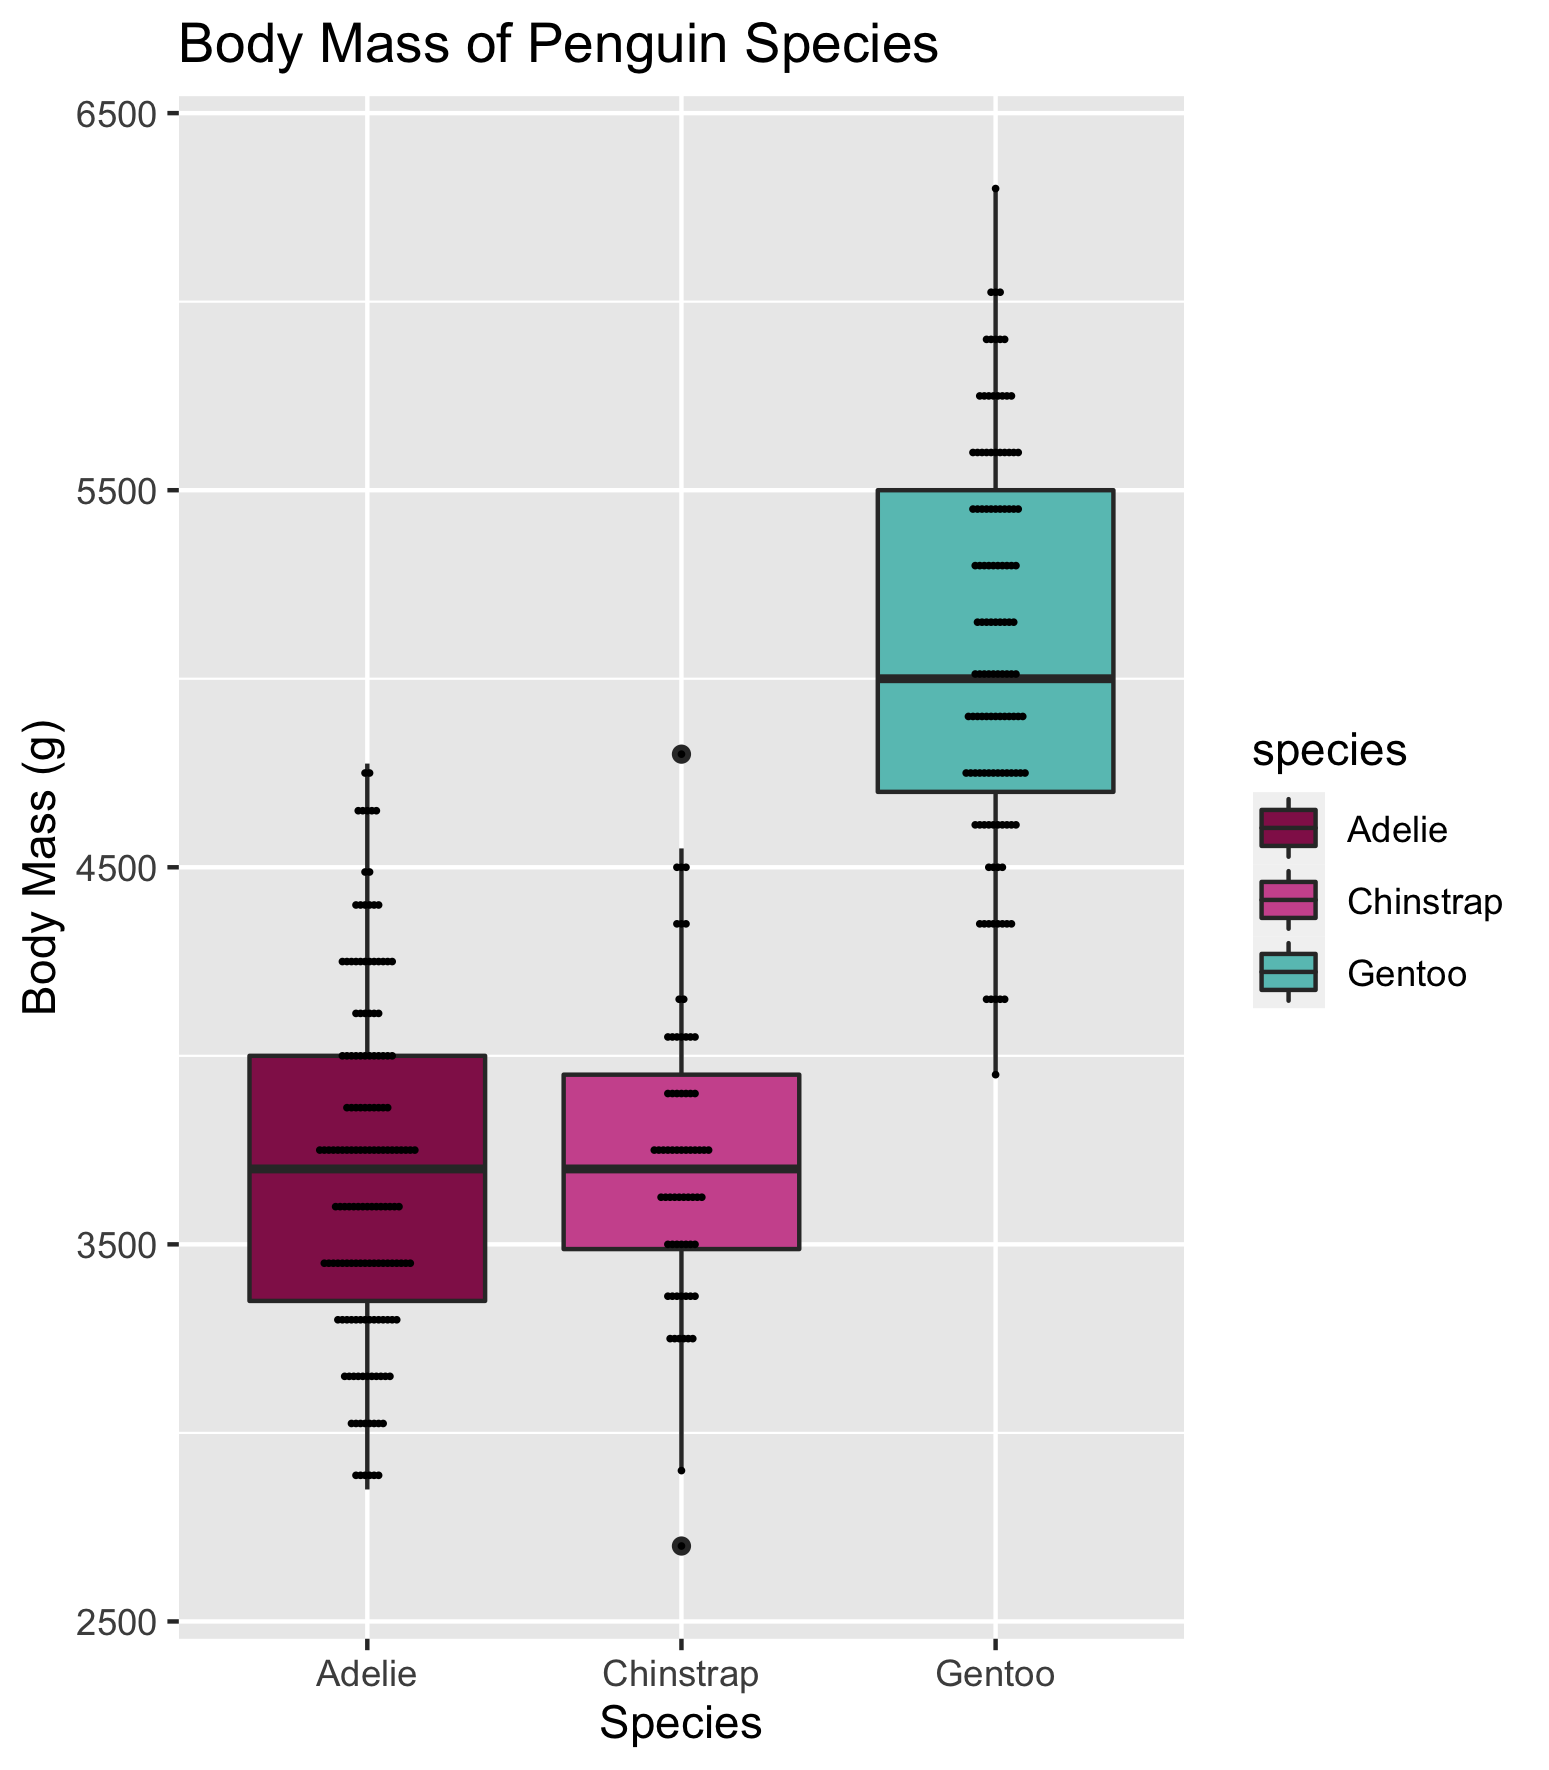 Body Mass of Penguin Species
6500
5500
4500
3500
2500
Body Mass (g)
Adelie
Chinstrap
Gentoo
Species
species
Adelie
Chinstrap
Gentoo